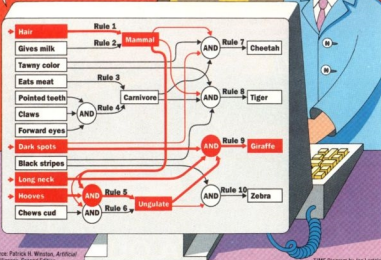 Hair
Rule 1
Mammal
Gives milk
Rule 2
AND
Rule 7
Cheetah
Tawny color
Eats meat
Rule 3
Pointed teeth
Carnivore
AND
Rule 8
Tiger
Claws
AND
Rule 4
Forward eyes
Dark spots
AND
Rule 9
Giraffe
Black stripes
Long neck
Hooves
AND
Rule 5
Ungulate
AND
Rule 10
Zebra
Chews cud
AND
Rule 6
Patrick H. Winston, Artificial